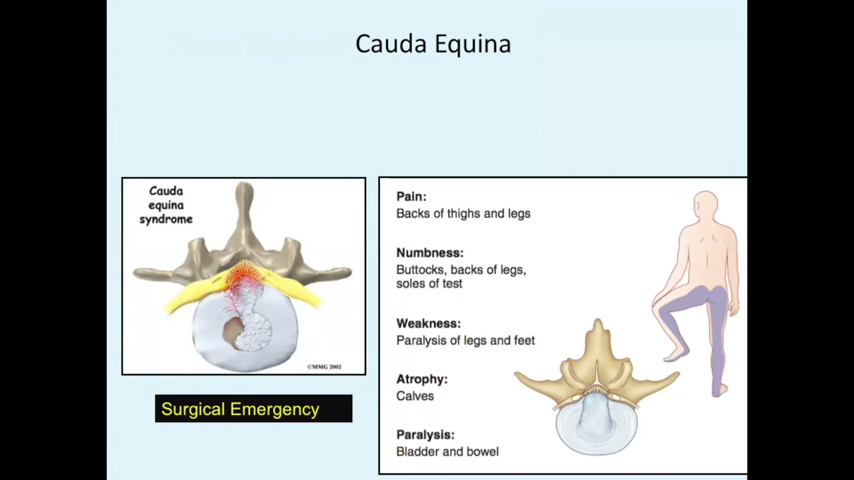 Cauda Equina
Cauda
equina
syndrome
©MMG 2002
Surgical Emergency
Pain:
Backs of thighs and legs
Numbness:
Buttocks, backs of legs,
soles of test
Weakness:
Paralysis of legs and feet
Atrophy:
Calves
Paralysis:
Bladder and bowel